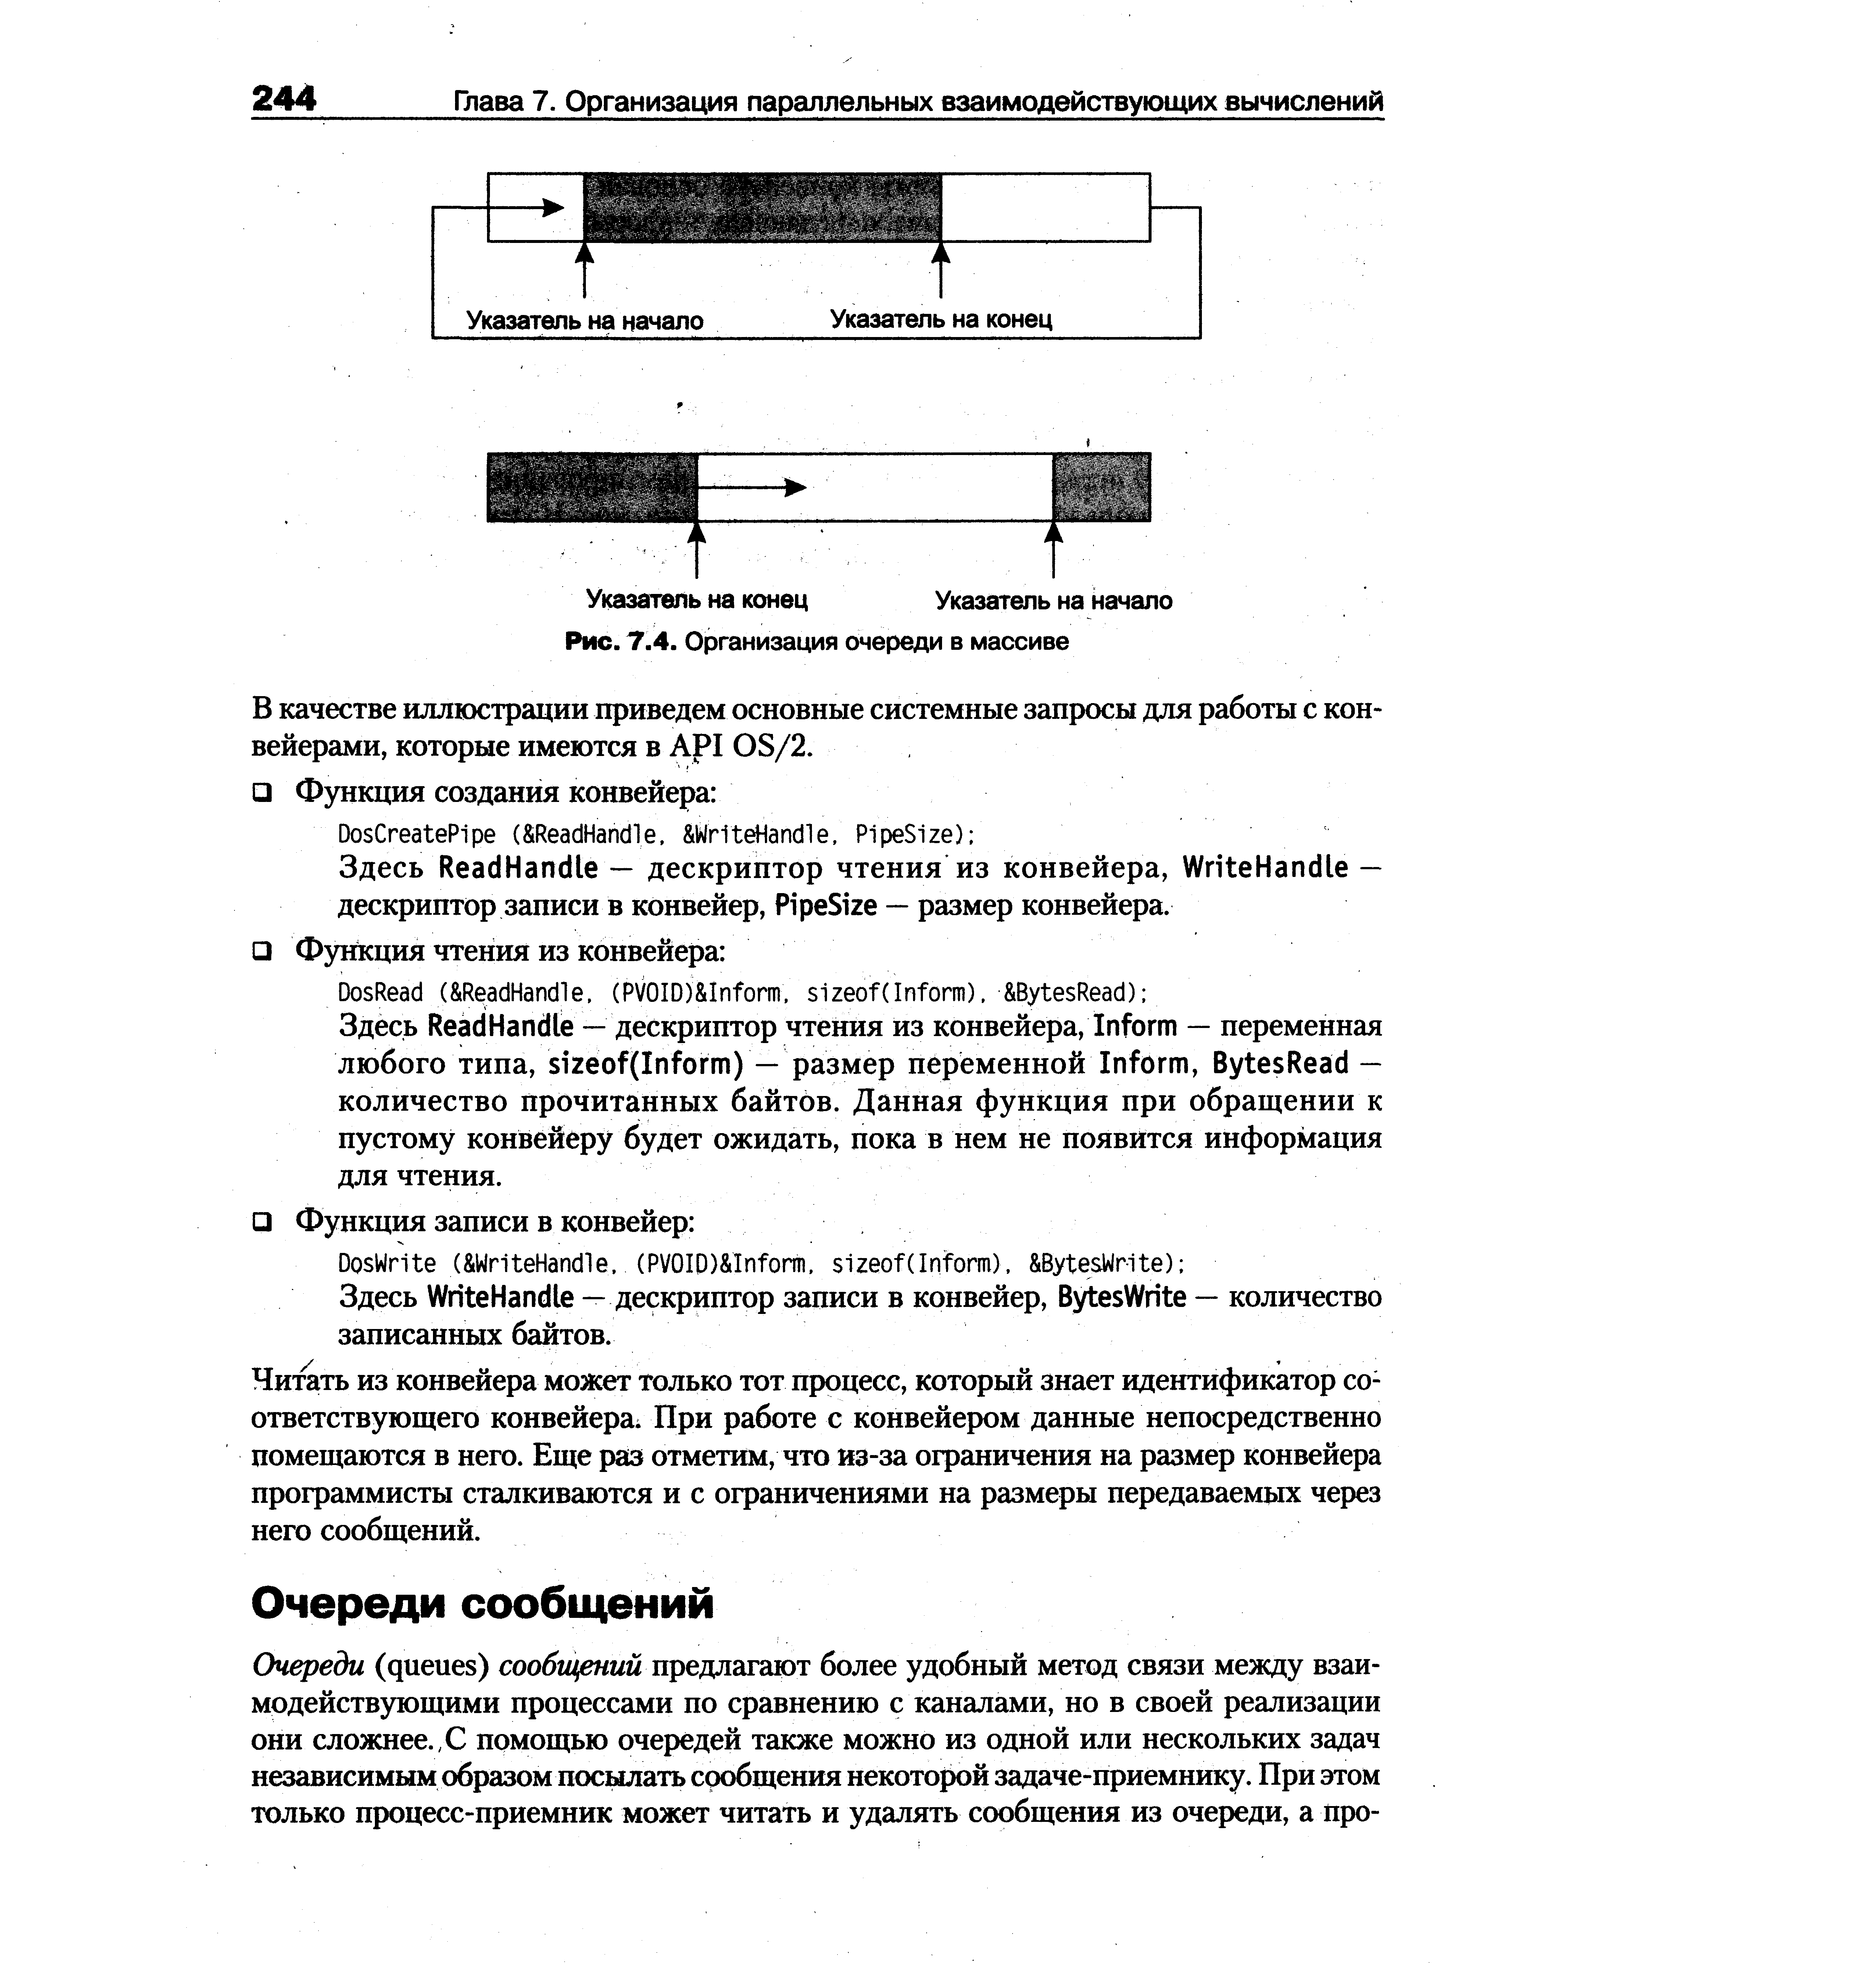 244 Глава 7. Организация параллельных взаимодействующих вычислений
Указатель на начало Указатель на конец
Указатель на конец Указатель на начало
Рис. 7.4. Организация очереди в массиве
В качестве иллюстрации приведем основные системные запросы для работы с кон-
вейерами, которые имеются в API OS/2.
❑ Функция создания конвейера:
DosCreatePipe (&ReadHandle, &WriteHandle, PipeSize);
Здесь ReadHandle — дескриптор чтения из конвейера, WriteHandle —
дескриптор записи в конвейер, PipeSize — размер конвейера.
❑ Функция чтения из конвейера:
DosRead (&ReadHandle, (PVOID)&Inform, sizeof(Inform), &BytesRead);
Здесь ReadHandle — дескриптор чтения из конвейера, Inform — переменная
любого типа, sizeof(Inform) — размер переменной Inform, BytesRead —
количество прочитанных байтов. Данная функция при обращении к
пустому конвейеру будет ожидать, пока в нем не появится информация
для чтения.
❑ Функция записи в конвейер:
DosWrite (&WriteHandle, (PVOID)&Inform, sizeof(Inform), &BytesWrite);
Здесь WriteHandle — дескриптор записи в конвейер, BytesWrite — количество
записанных байтов.
Читать из конвейера может только тот процесс, который знает идентификатор со-
ответствующего конвейера. При работе с конвейером данные непосредственно
помещаются в него. Еще раз отметим, что из-за ограничения на размер конвейера
программисты сталкиваются и с ограничениями на размеры передаваемых через
него сообщений.
Очереди сообщений
Очереди (queues) сообщений предлагают более удобный метод связи между взаи-
модействующими процессами по сравнению с каналами, но в своей реализации
они сложнее. С помощью очередей также можно из одной или нескольких задач
независимым образом посылать сообщения некоторой задаче-приемнику. При этом
только процесс-приемник может читать и удалять сообщения из очереди, а про-